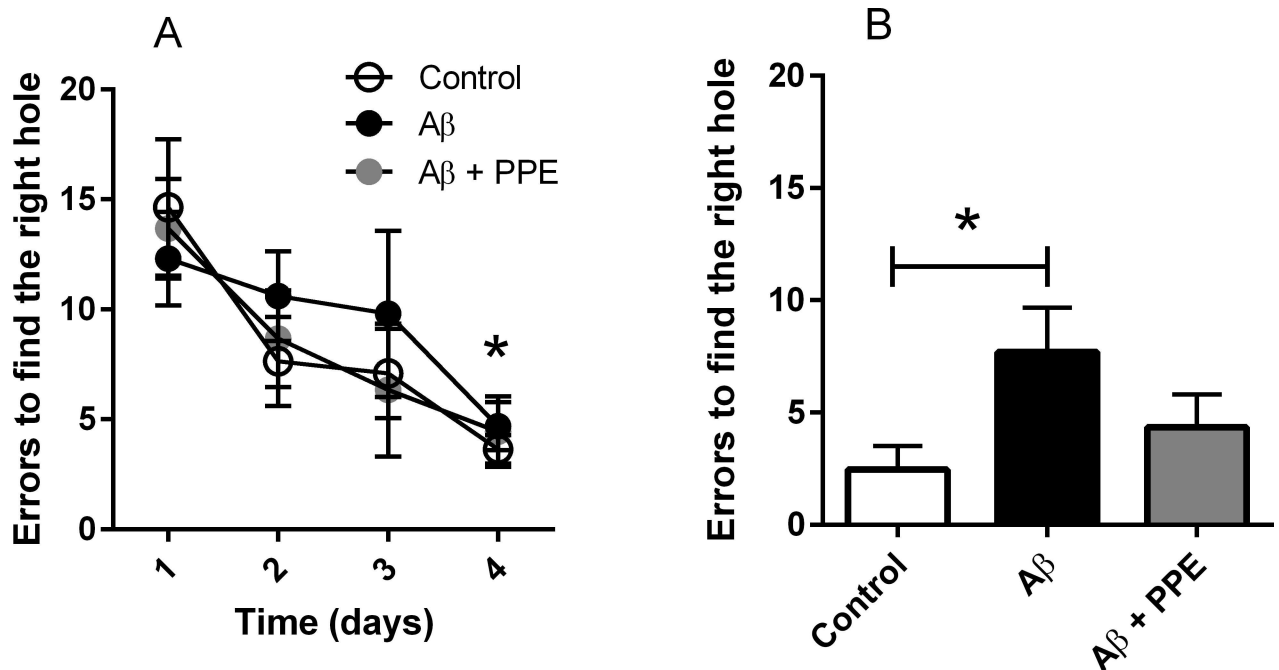 A
Errors to find the right hole
20
15
10
5
0
Control
Aβ
Aβ + PPE
*
1
2
3
4
Time (days)
B
Errors to find the right hole
20
15
10
5
0
*
Control
Aβ
Aβ + PPE